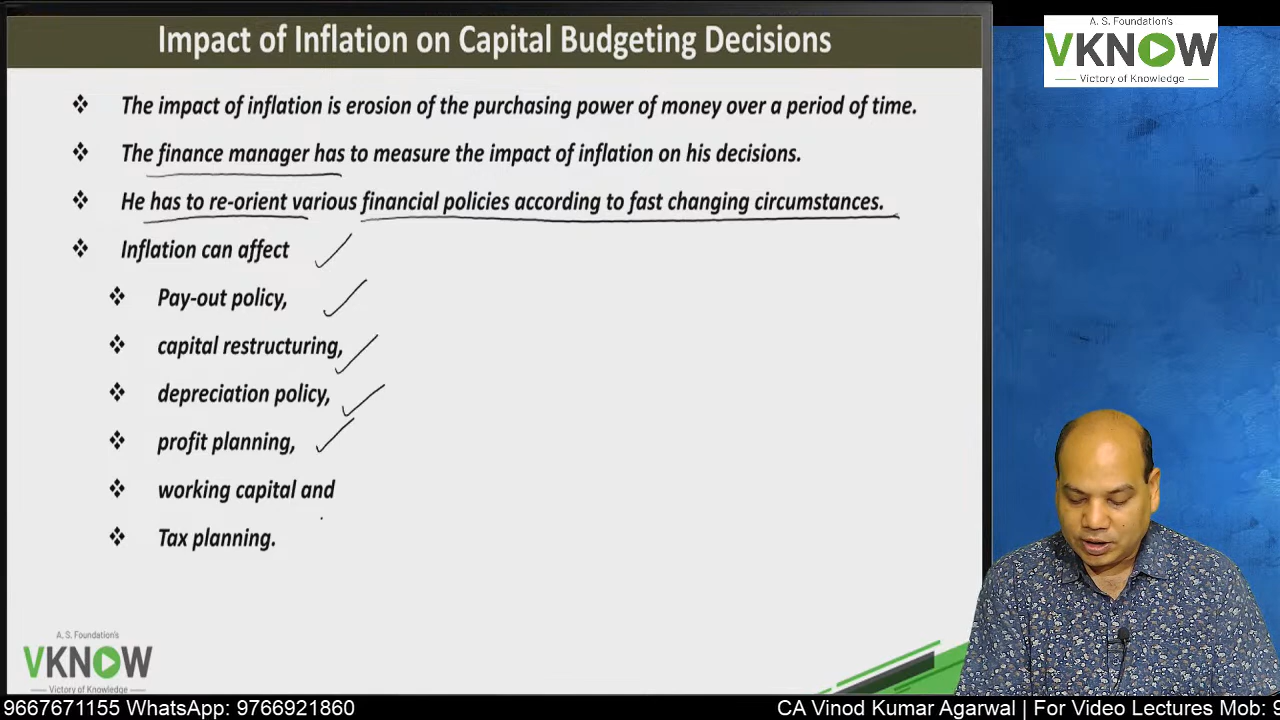 Impact of Inflation on Capital Budgeting Decisions
A. S. Foundation's
VKNOW
Victory of Knowledge
The impact of inflation is erosion of the purchasing power of money over a period of time.
The finance manager has to measure the impact of inflation on his decisions.
He has to re-orient various financial policies according to fast changing circumstances.
Inflation can affect
Pay-out policy,
capital restructuring,
depreciation policy,
profit planning,
working capital and
Tax planning.
A. S. Foundation's
VKNOW
Victory of Knowledge
9667671155 WhatsApp: 9766921860
CA Vinod Kumar Agarwal | For Video Lectures Mob: 9